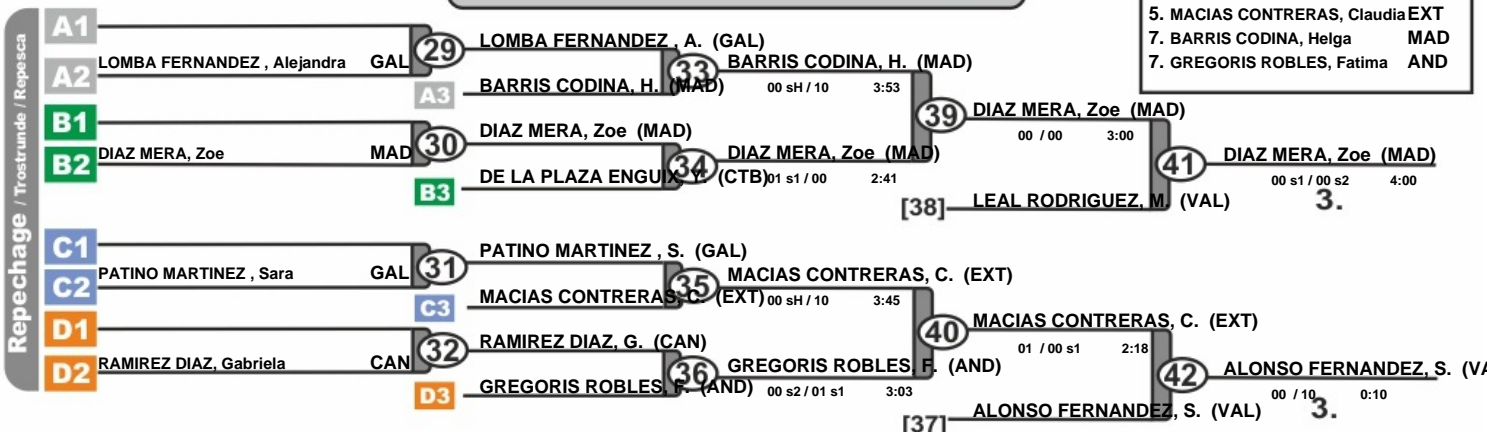 5. MACIAS CONTRERAS, Claudia EXT
7. BARRIS CODINA, Helga MAD
7. GREGORIS ROBLES, Fatima AND
Repechage / Trostrunde / Repesca
A1
LOMBA FERNANDEZ , Alejandra GAL
A2
29
LOMBA FERNANDEZ , A. (GAL)
A3
BARRIS CODINA, H. (MAD)
33
BARRIS CODINA, H. (MAD)
00 sH / 10 3:53
B1
B2
DIAZ MERA, Zoe MAD
30
DIAZ MERA, Zoe (MAD)
B3
DE LA PLAZA ENGUIX, Y. (CTB)
34
DIAZ MERA, Zoe (MAD)
01 s1 / 00 2:41
39
DIAZ MERA, Zoe (MAD)
00 / 00 3:00
[38]
LEAL RODRIGUEZ, M. (VAL)
41
DIAZ MERA, Zoe (MAD)
00 s1 / 00 s2 4:00
3.
C1
PATINO MARTINEZ , Sara GAL
C2
31
PATINO MARTINEZ , S. (GAL)
C3
MACIAS CONTRERAS, C. (EXT)
35
MACIAS CONTRERAS, C. (EXT)
00 sH / 10 3:45
D1
D2
RAMIREZ DIAZ, Gabriela CAN
32
RAMIREZ DIAZ, G. (CAN)
D3
GREGORIS ROBLES, F. (AND)
36
GREGORIS ROBLES, F. (AND)
00 s2 / 01 s1 3:03
40
MACIAS CONTRERAS, C. (EXT)
01 / 00 s1 2:18
[37]
ALONSO FERNANDEZ, S. (VAL)
42
ALONSO FERNANDEZ, S. (VA
00 / 10 0:10
3.